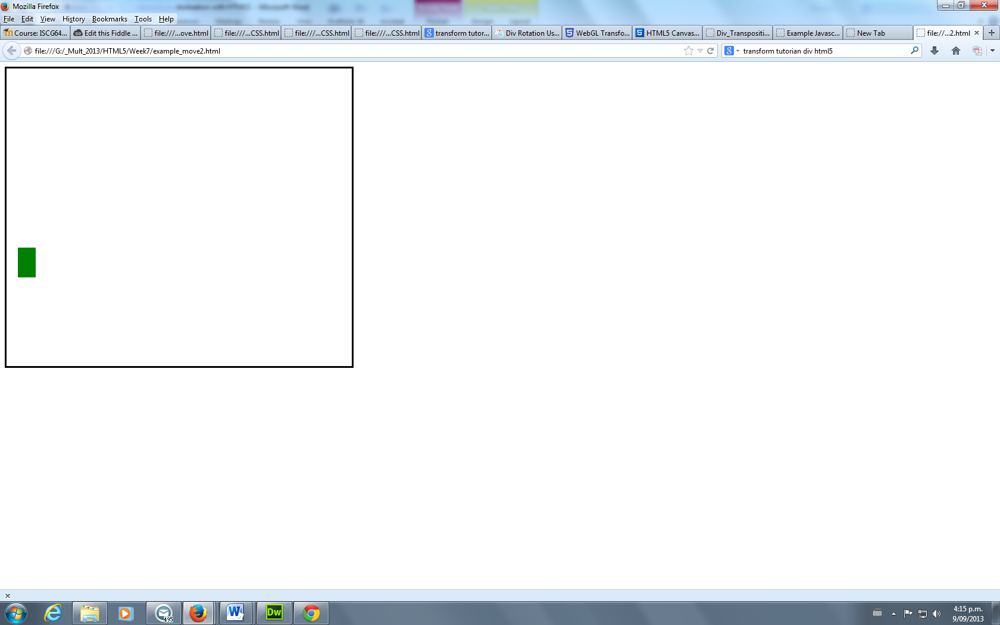 Mozilla Firefox
File Edit View History Bookmarks Tools Help
Course: ISCG64... Edit this Fiddle ... file:///...ove.html file:///...CSS.html file:///...CSS.html file:///...CSS.html transform tutor... Div Rotation Us... WebGL Transfo... HTML5 Canvas... Div_Transpositi... Example Javasc... New Tab file:///...2.html
file:///G:/_Mult_2013/HTML5/Week7/example_move2.html transform tutorian div html5
495
Dw
4:15 p.m.
9/09/2013